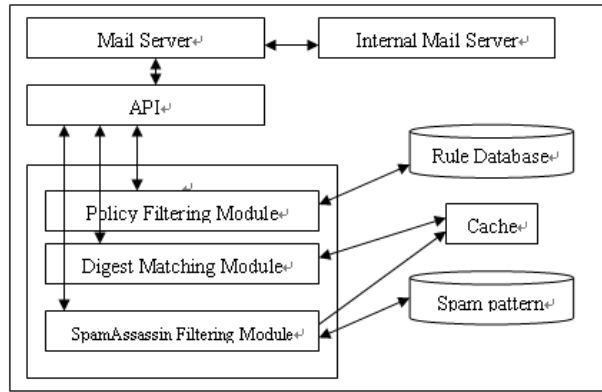 Mail Server↵
Internal Mail Server↵
API↵
↵
Rule Database↵
Policy Filtering Module↵
Cache↵
Digest Matching Module↵
Spam pattern↵
SpamAssassin Filtering Module↵